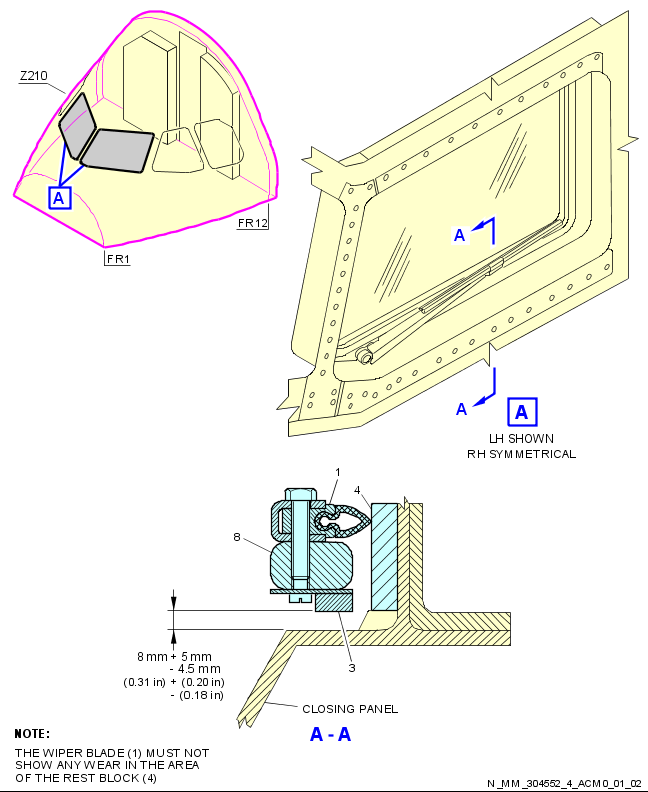 Z210
A
FR12
FR1
A
A
A
LH SHOWN
RH SYMMETRICAL
1
4
8
3
8 mm + 5 mm
- 4.5 mm
(0.31 in) + (0.20 in)
- (0.18 in)
CLOSING PANEL
A - A
NOTE:
THE WIPER BLADE (1) MUST NOT
SHOW ANY WEAR IN THE AREA
OF THE REST BLOCK (4)
N_MM_304552_4_ACM0_01_02